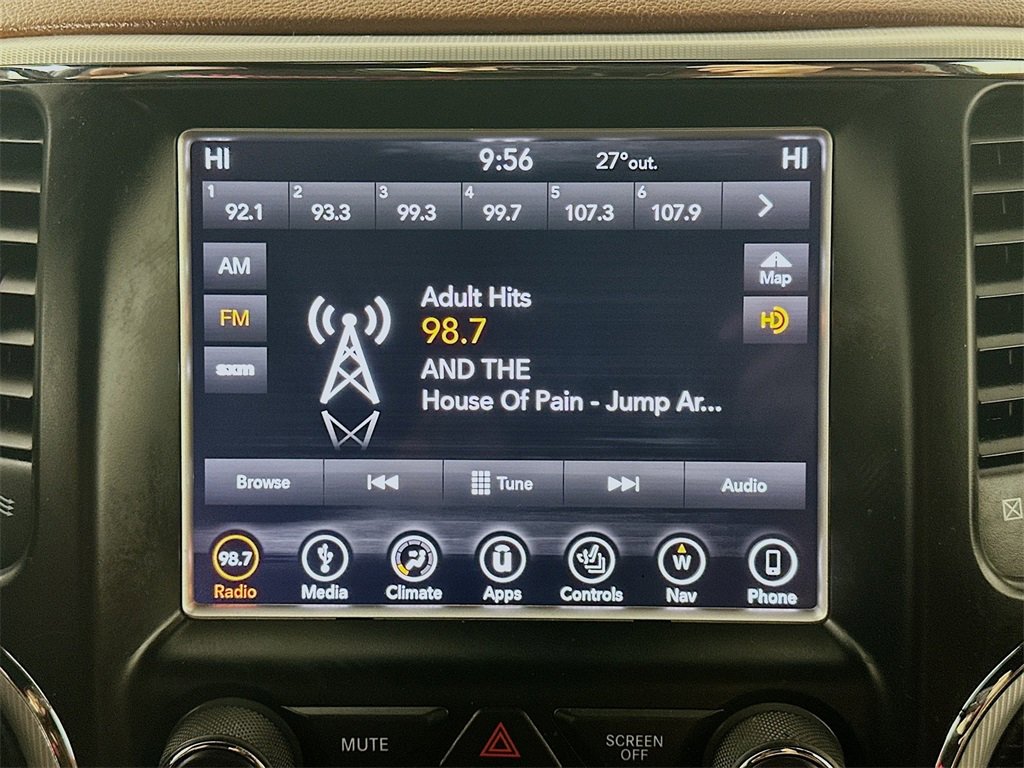 HI 9:56 27°out. HI
1 92.1 2 93.3 3 99.3 4 99.7 5 107.3 6 107.9
AM
FM
sxm
Map
HD
Adult Hits
98.7
AND THE
House Of Pain - Jump Ar...
Browse Tune Audio
98.7 W
Radio Media Climate Apps Controls Nav Phone
MUTE SCREEN
OFF